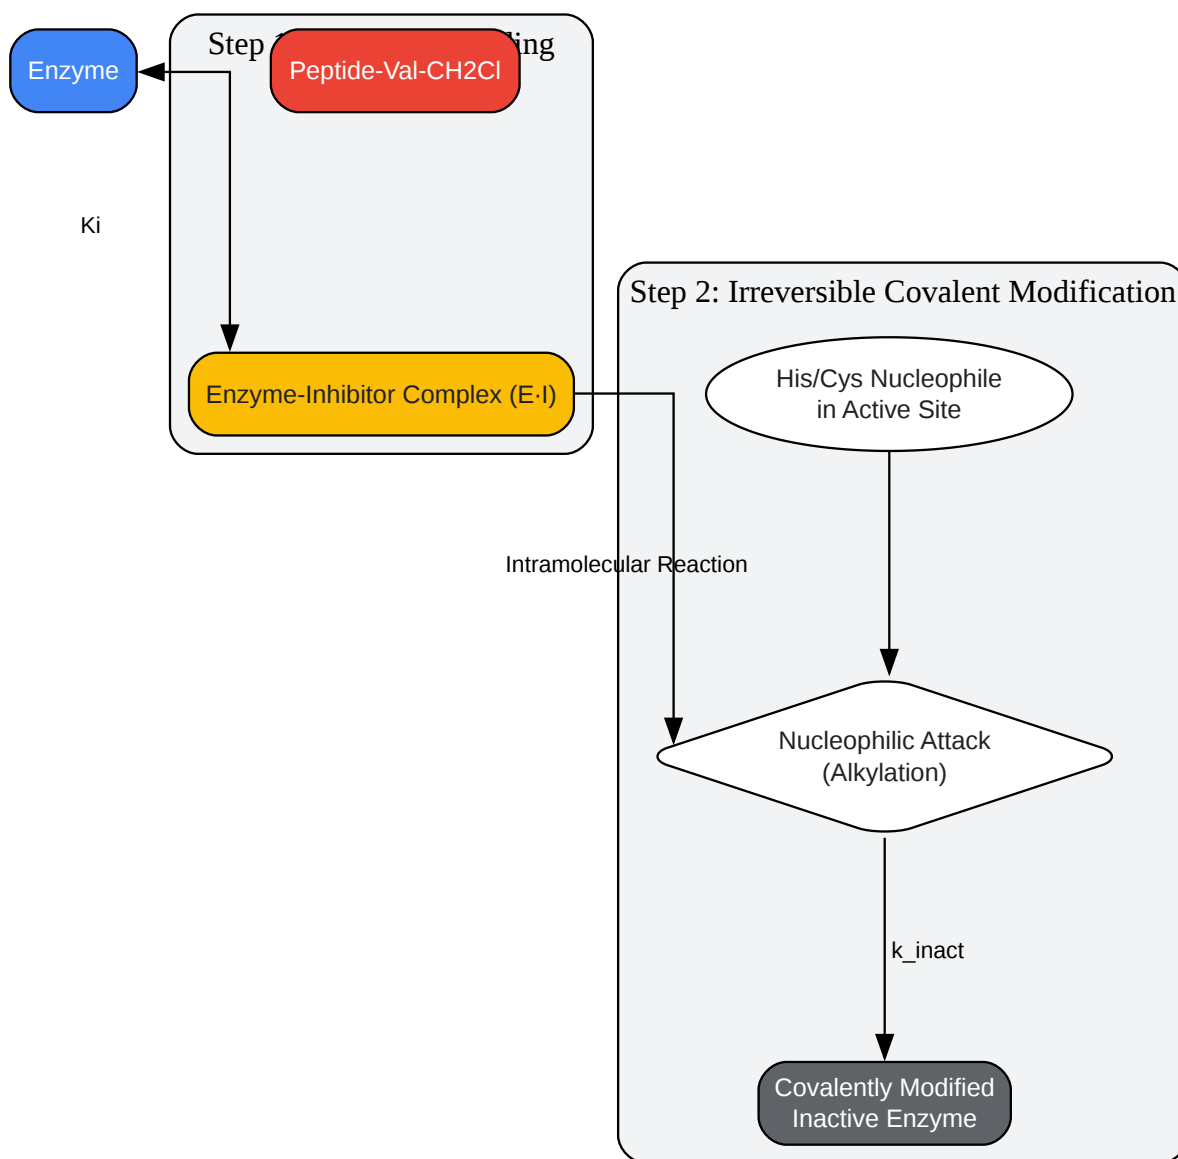 Step
ding
Enzyme
Peptide-Val-CH2Cl
Ki
Step 2: Irreversible Covalent Modification
Enzyme-Inhibitor Complex (E·I)
His/Cys Nucleophile
in Active Site
Intramolecular Reaction
Nucleophilic Attack
(Alkylation)
k_inact
Covalently Modified
Inactive Enzyme